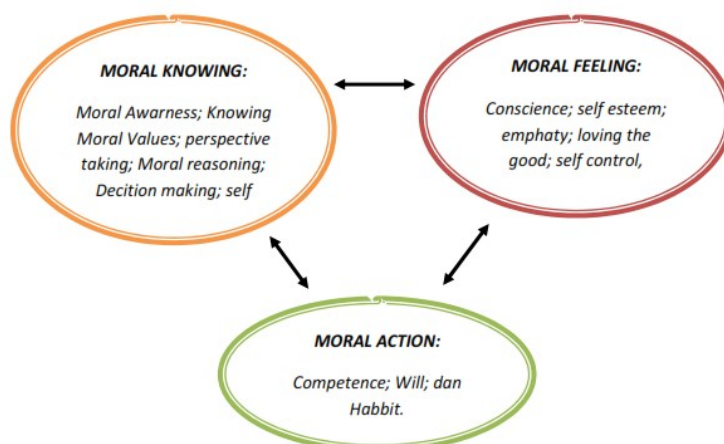 MORAL KNOWING:
Moral Awarness; Knowing
Moral Values; perspective
taking; Moral reasoning;
Decition making; self
MORAL FEELING:
Conscience; self esteem;
emphaty; loving the
good; self control,
MORAL ACTION:
Competence; Will; dan
Habbit.